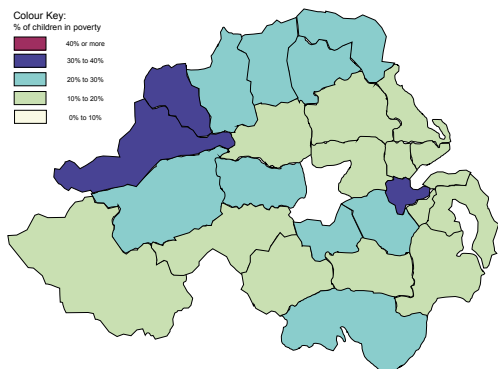 Colour Key:
% of children in poverty
40% or more
30% to 40%
20% to 30%
10% to 20%
0% to 10%